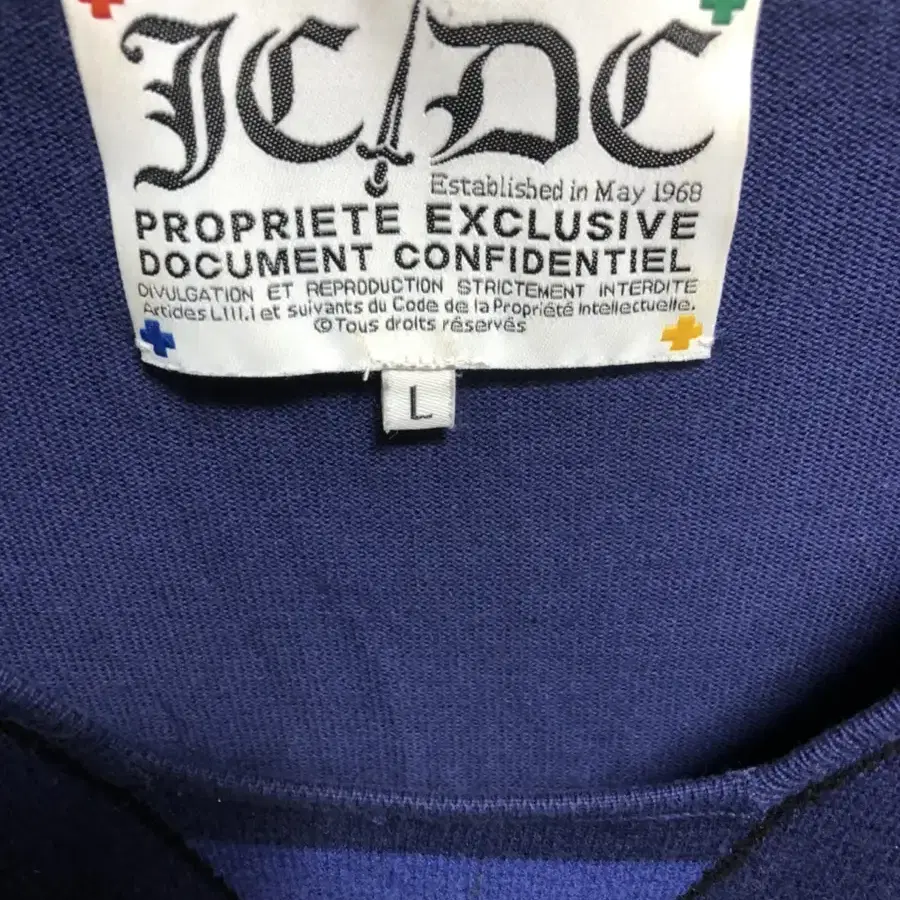 JC/DC
Established in May 1968
PROPRIETE EXCLUSIVE
DOCUMENT CONFIDENTIEL
DIVULGATION ET REPRODUCTION STRICTEMENT INTERDITE
Articles L111.1 et suivants du Code de la Propriété Intellectuelle.
©Tous droits réservés
L